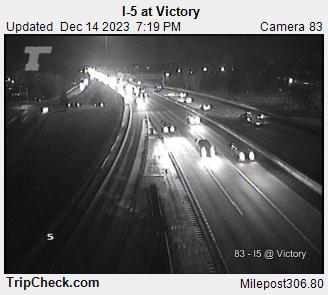 I-5 at Victory
Updated Dec 14 2023 7:19 PM Camera 83
T
S
83 - I5 @ Victory
TripCheck.com Milepost306.80